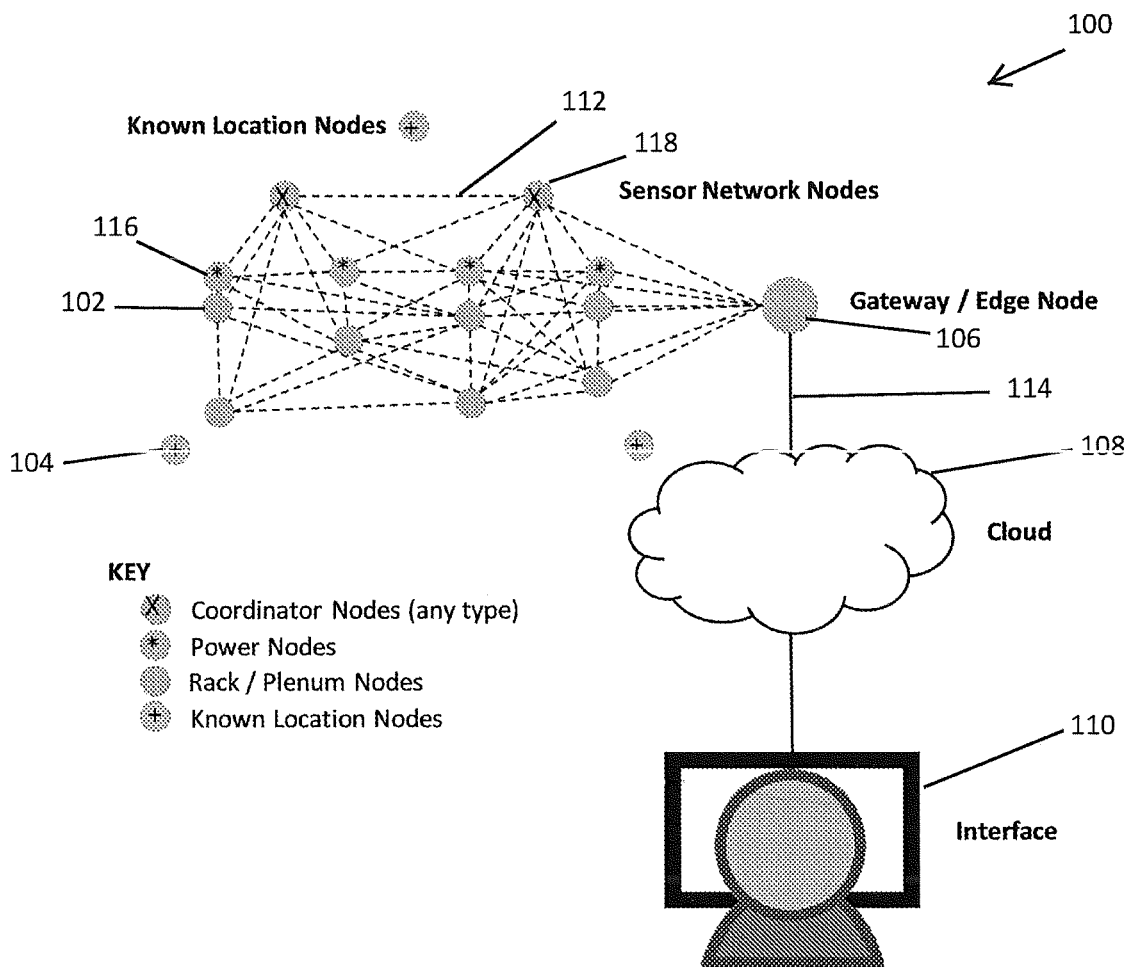 100
112
Known Location Nodes
118
Sensor Network Nodes
116
102
Gateway / Edge Node
106
114
104
108
Cloud
KEY
Coordinator Nodes (any type)
Power Nodes
Rack / Plenum Nodes
Known Location Nodes
110
Interface